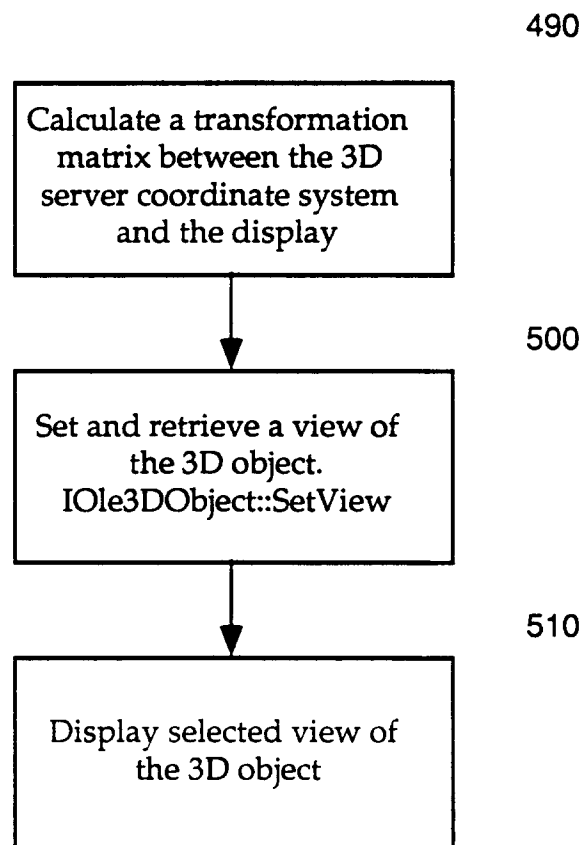 490
Calculate a transformation
matrix between the 3D
server coordinate system
and the display
500
Set and retrieve a view of
the 3D object.
IOle3DObject::SetView
510
Display selected view of
the 3D object